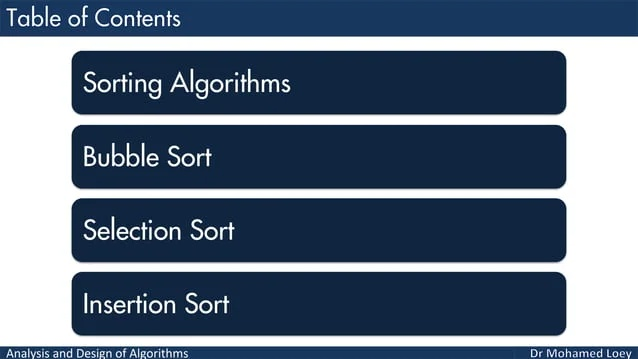 Table of Contents
Sorting Algorithms
Bubble Sort
Selection Sort
Insertion Sort
Analysis and Design of Algorithms
Dr Mohamed Loey